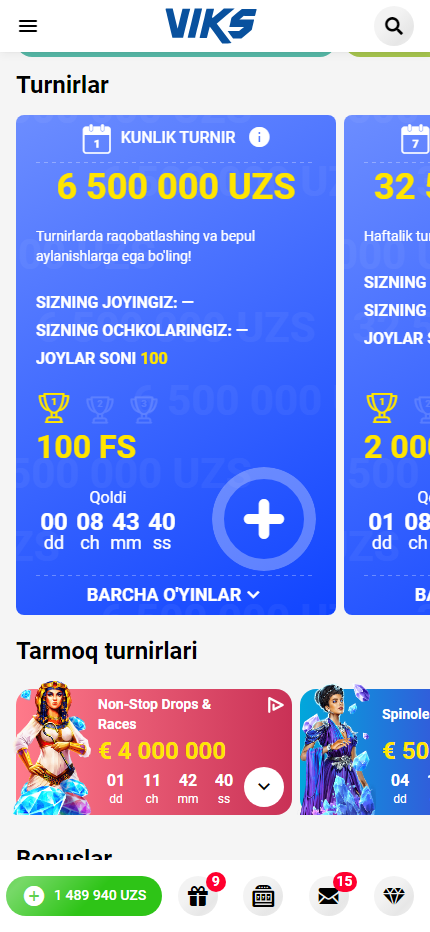 VIKS
Turnirlar
1 KUNLIK TURNIR i
7
6 500 000 UZS
32 5
Turnirlarda raqobatlashing va bepul
aylanishlarga ega bo'ling!
Haftalik tur
SIZNING JOYINGIZ: —
SIZNING OCHKOLARINGIZ: —
JOYLAR SONI 100
SIZNING
SIZNING
JOYLAR S
1 2 3
1
100 FS
2 000
Qoldi
00 08 43 40
dd ch mm ss
01 08
dd ch
BARCHA O'YINLAR
BA
Tarmoq turnirlari
Non-Stop Drops &
Races
€ 4 000 000
01 11 42 40
dd ch mm ss
Spinole
€ 50
04
dd
Bonuslar
1 489 940 UZS
9
15